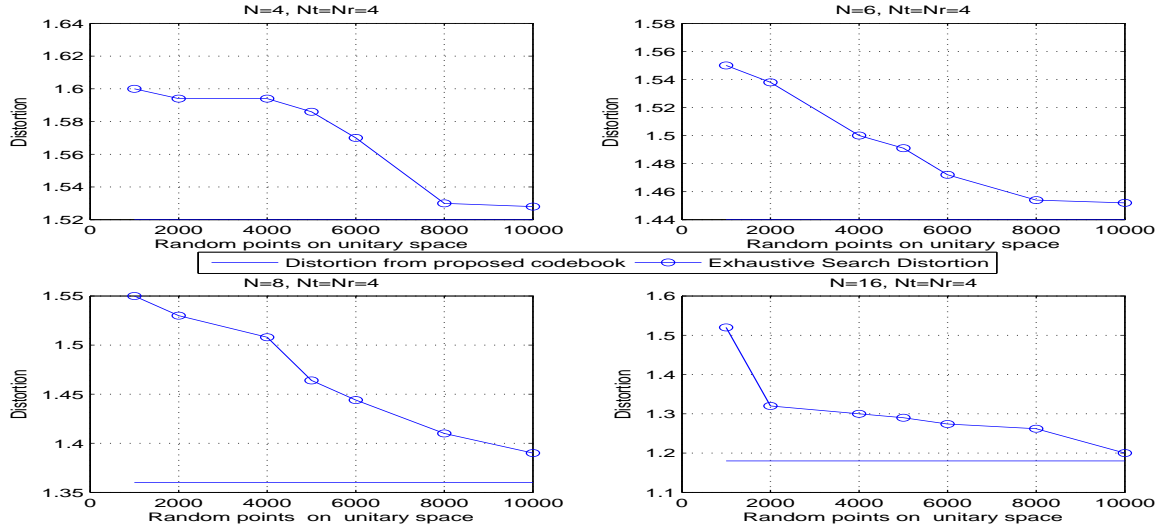 N=4, Nt=Nr=4
1.64
1.62
1.6
1.58
1.56
1.54
1.52
Distortion
0 2000 4000 6000 8000 10000
Random points on unitary space
N=6, Nt=Nr=4
1.58
1.56
1.54
1.52
1.5
1.48
1.46
1.44
Distortion
0 2000 4000 6000 8000 10000
Random points on unitary space
Distortion from proposed codebook Exhaustive Search Distortion
N=8, Nt=Nr=4
1.55
1.5
1.45
1.4
1.35
Distortion
0 2000 4000 6000 8000 10000
Random points on unitary space
N=16, Nt=Nr=4
1.6
1.5
1.4
1.3
1.2
1.1
Distortion
0 2000 4000 6000 8000 10000
Random points on unitary space